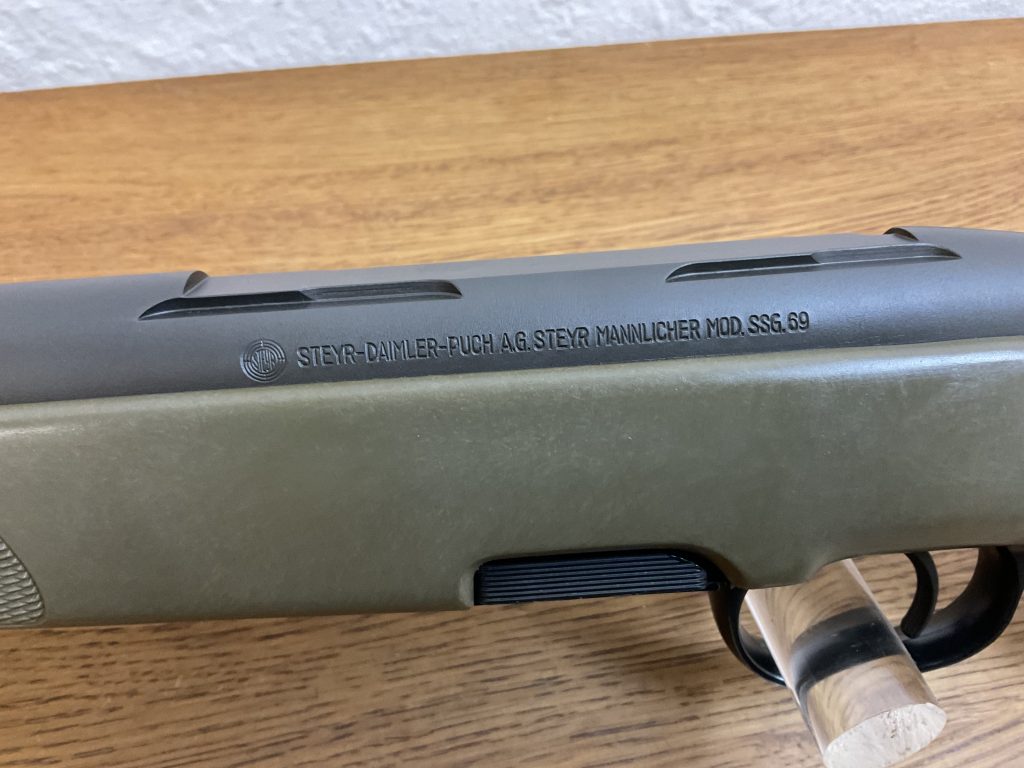 STEYR-DAIMLER-PUCH A.G. STEYR MANNLICHER MOD. SSG. 69